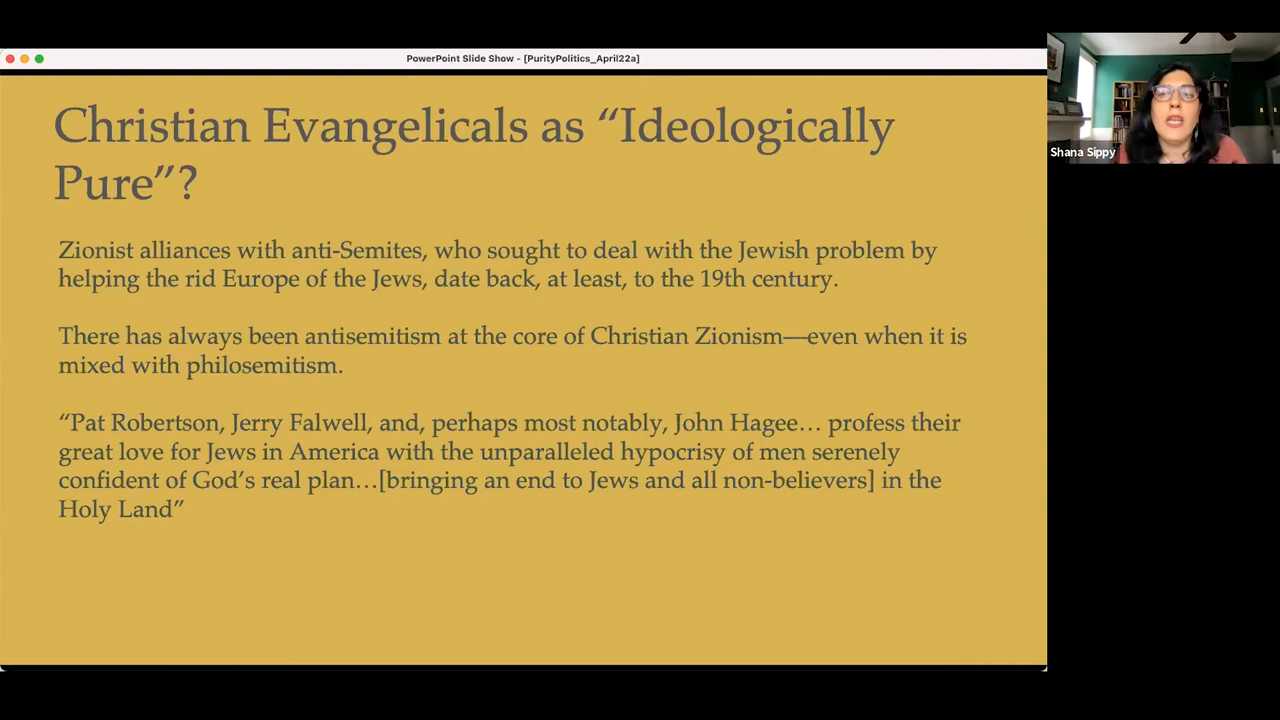 PowerPoint Slide Show - [PurityPolitics_April22a]
Christian Evangelicals as “Ideologically
Pure”?
Zionist alliances with anti-Semites, who sought to deal with the Jewish problem by
helping the rid Europe of the Jews, date back, at least, to the 19th century.
There has always been antisemitism at the core of Christian Zionism—even when it is
mixed with philosemitism.
“Pat Robertson, Jerry Falwell, and, perhaps most notably, John Hagee… profess their
great love for Jews in America with the unparalleled hypocrisy of men serenely
confident of God’s real plan…[bringing an end to Jews and all non-believers] in the
Holy Land”
Shana Sippy